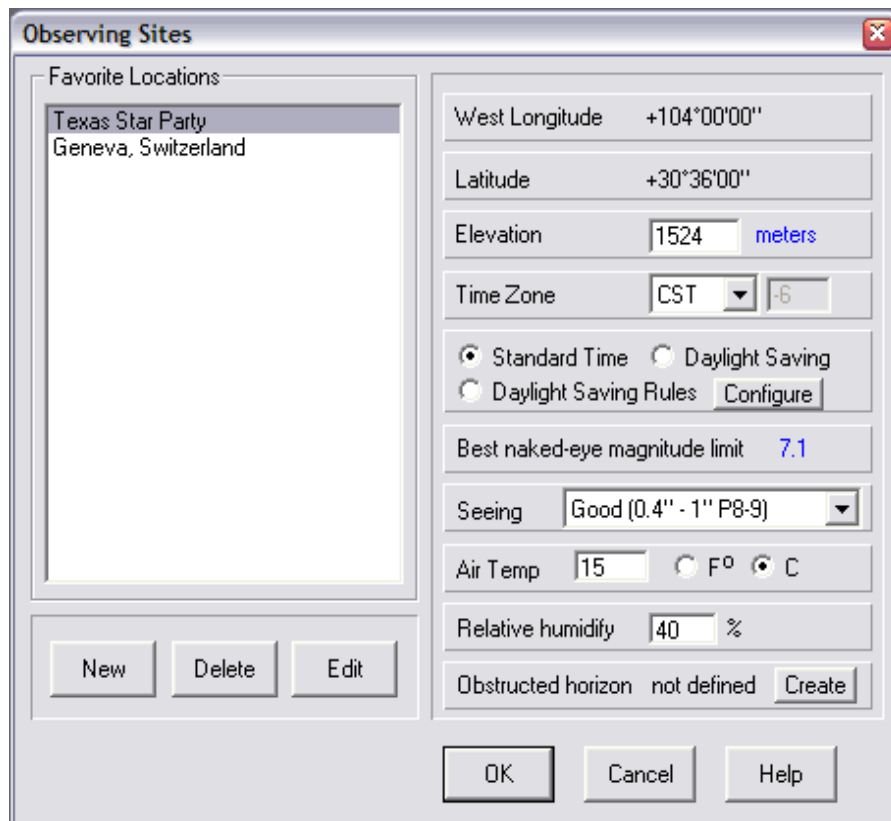 Observing Sites
Favorite Locations
Texas Star Party
Geneva, Switzerland
New Delete Edit
West Longitude +104°00'00"
Latitude +30°36'00"
Elevation 1524 meters
Time Zone CST -6
Standard Time Daylight Saving
Daylight Saving Rules Configure
Best naked-eye magnitude limit 7.1
Seeing Good (0.4" - 1" P8-9)
Air Temp 15 Fº C
Relative humidify 40 %
Obstructed horizon not defined Create
OK Cancel Help